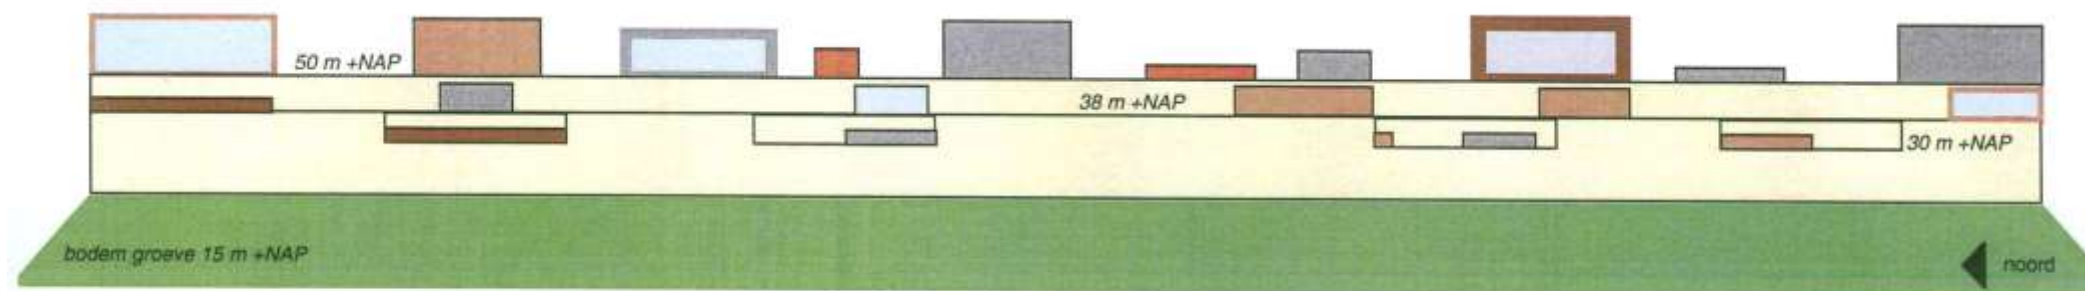 50 m +NAP
38 m +NAP
30 m +NAP
bodem groeve 15 m +NAP
noord